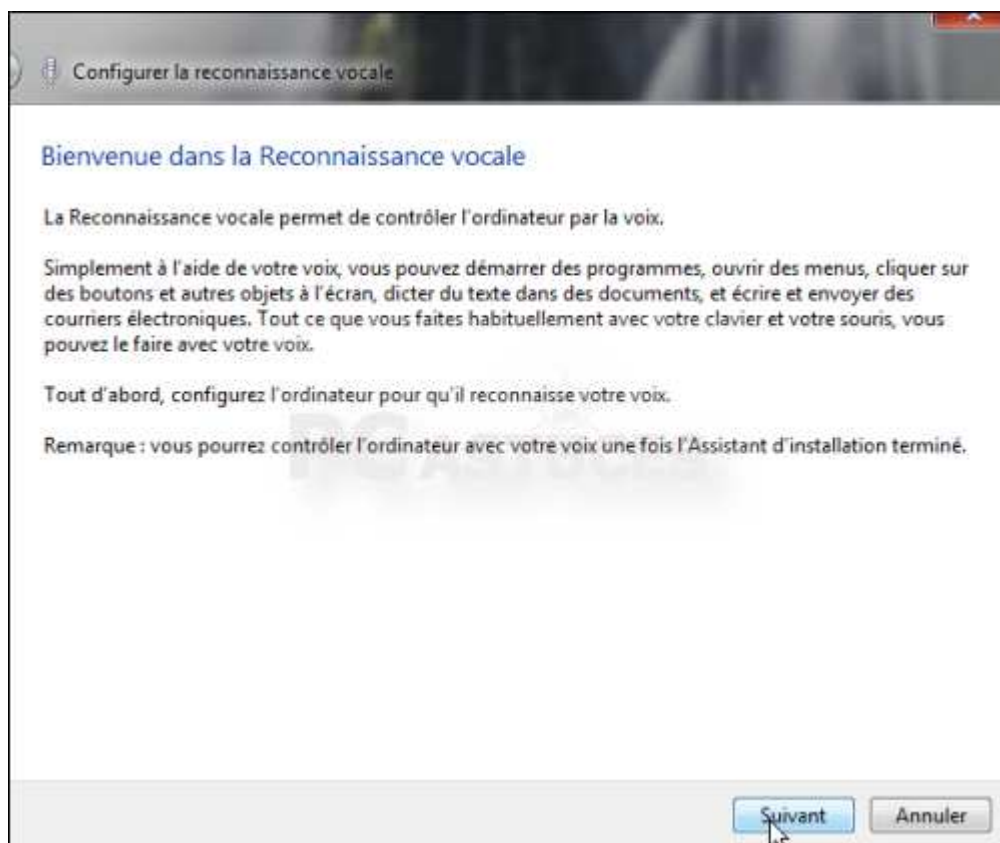 Configurer la reconnaissance vocale
Bienvenue dans la Reconnaissance vocale
La Reconnaissance vocale permet de contrôler l'ordinateur par la voix.
Simplement à l'aide de votre voix, vous pouvez démarrer des programmes, ouvrir des menus, cliquer sur
des boutons et autres objets à l'écran, dicter du texte dans des documents, et écrire et envoyer des
courriers électroniques. Tout ce que vous faites habituellement avec votre clavier et votre souris, vous
pouvez le faire avec votre voix.
Tout d'abord, configurez l'ordinateur pour qu'il reconnaisse votre voix.
Remarque : vous pourrez contrôler l'ordinateur avec votre voix une fois l'Assistant d'installation terminé.
PC ASTUCES
Suivant Annuler